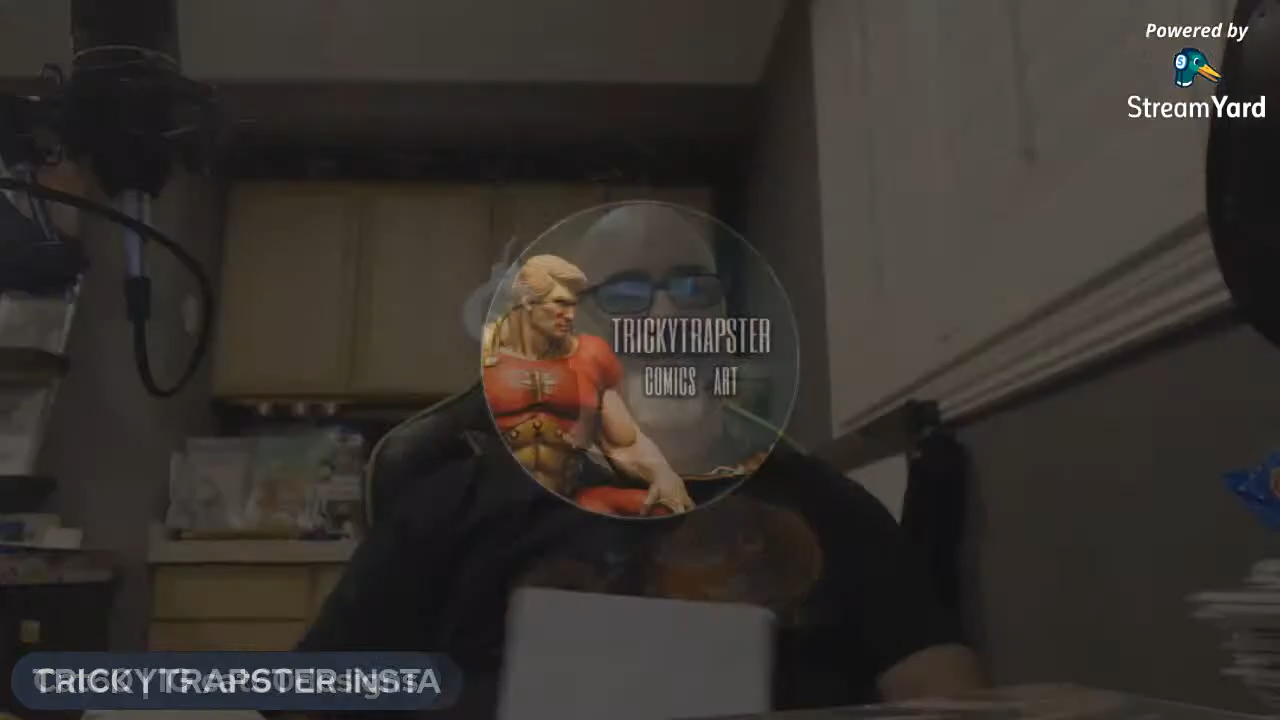 Powered by
StreamYard
TRICKYTRAPSTER
COMICS ART
TRICKYTRAPSTER INSTA